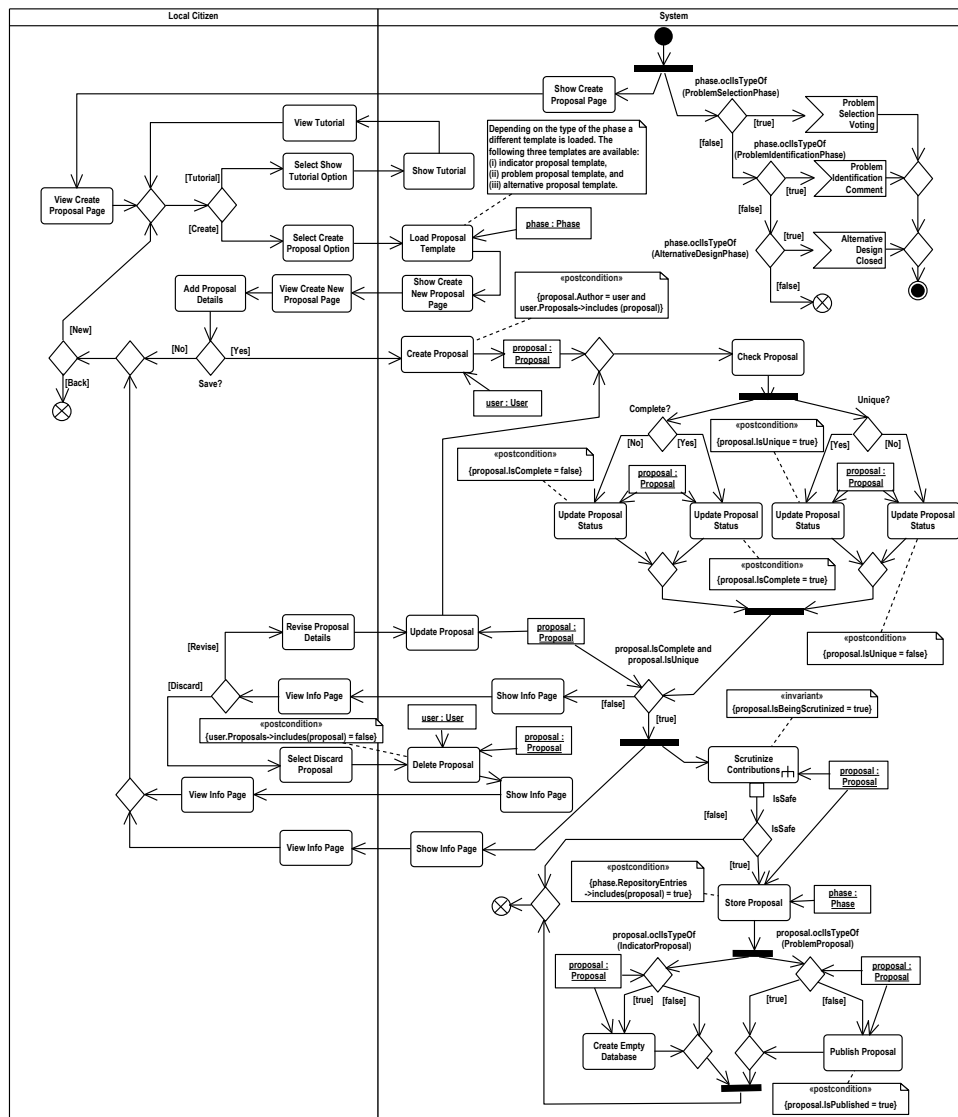 Local Citizen
System
phase.oclIsTypeOf
(ProblemSelectionPhase)
Show Create
Proposal Page
[true]
Problem
Selection
Voting
[false]
View Tutorial
Depending on the type of the phase a
different template is loaded. The
following three templates are available:
(i) indicator proposal template,
(ii) problem proposal template, and
(iii) alternative proposal template.
phase.oclIsTypeOf
(ProblemIdentificationPhase)
[Tutorial]
Select Show
Tutorial Option
Show Tutorial
[true]
Problem
Identification
Comment
View Create
Proposal Page
[false]
[Create]
Select Create
Proposal Option
Load Proposal
Template
phase : Phase
phase.oclIsTypeOf
(AlternativeDesignPhase)
[true]
Alternative
Design
Closed
[false]
Add Proposal
Details
View Create New
Proposal Page
Show Create
New Proposal
Page
«postcondition»
{proposal.Author = user and
user.Proposals->includes (proposal)}
[New]
[No]
[Yes]
Save?
[Back]
Create Proposal
proposal :
Proposal
Check Proposal
user : User
Complete?
Unique?
«postcondition»
{proposal.IsUnique = true}
[No]
[Yes]
[Yes]
[No]
«postcondition»
{proposal.IsComplete = false}
proposal :
Proposal
proposal :
Proposal
Update Proposal
Status
Update Proposal
Status
Update Proposal
Status
Update Proposal
Status
«postcondition»
{proposal.IsComplete = true}
Revise Proposal
Details
Update Proposal
proposal :
Proposal
[Revise]
«postcondition»
{proposal.IsUnique = false}
proposal.IsComplete and
proposal.IsUnique
[Discard]
View Info Page
Show Info Page
[false]
[true]
«invariant»
{proposal.IsBeingScrutinized = true}
«postcondition»
{user.Proposals->includes(proposal) = false}
user : User
proposal :
Proposal
Select Discard
Proposal
Delete Proposal
Scrutinize
Contributions
proposal :
Proposal
View Info Page
Show Info Page
IsSafe
[false]
IsSafe
View Info Page
Show Info Page
[true]
«postcondition»
{phase.RepositoryEntries
->includes(proposal) = true}
Store Proposal
phase :
Phase
proposal.oclIsTypeOf
(IndicatorProposal)
proposal.oclIsTypeOf
(ProblemProposal)
proposal :
Proposal
proposal :
Proposal
[true]
[false]
[true]
[false]
Create Empty
Database
Publish Proposal
«postcondition»
{proposal.IsPublished = true}